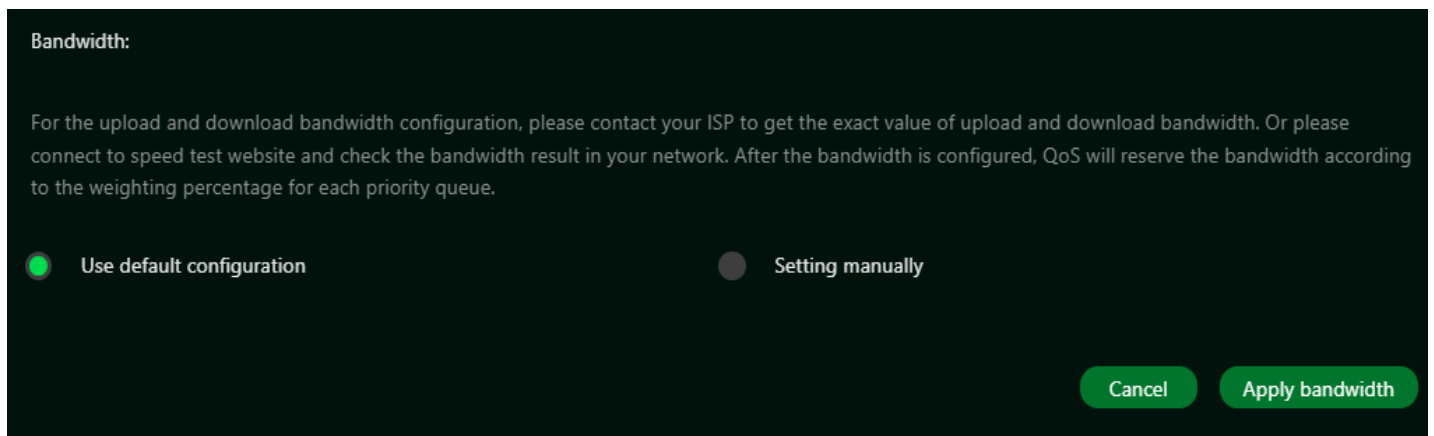 Bandwidth:
For the upload and download bandwidth configuration, please contact your ISP to get the exact value of upload and download bandwidth. Or please
connect to speed test website and check the bandwidth result in your network. After the bandwidth is configured, QoS will reserve the bandwidth according
to the weighting percentage for each priority queue.
Use default configuration Setting manually
Cancel Apply bandwidth